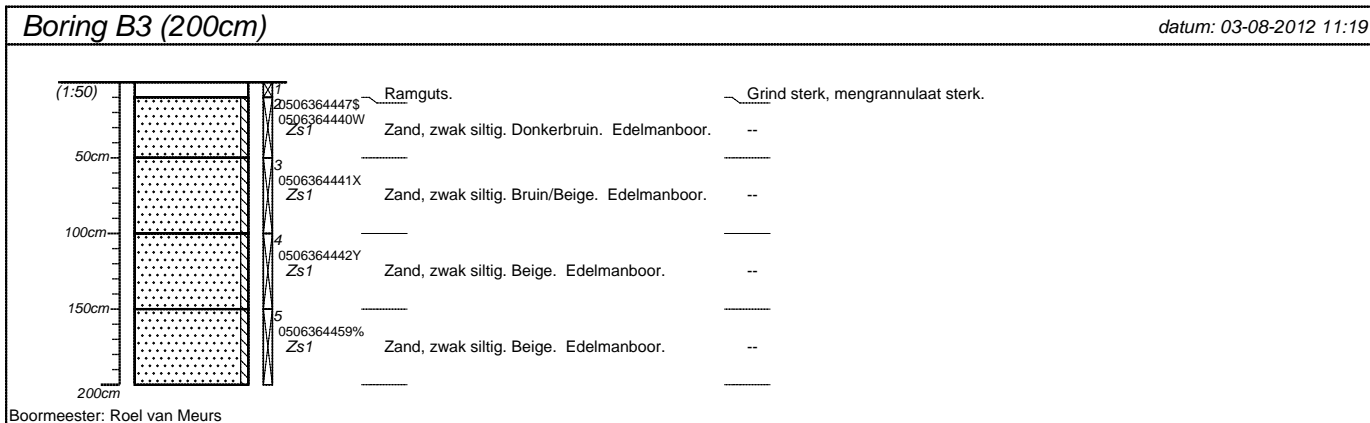 Boring B3 (200cm) datum: 03-08-2012 11:19
(1:50) 1 Ramguts. Grind sterk, mengrannulaat sterk.
2 0506364447$
0506364440W
Zs1 Zand, zwak siltig. Donkerbruin. Edelmanboor. --
50cm
3
0506364441X
Zs1 Zand, zwak siltig. Bruin/Beige. Edelmanboor. --
100cm
4
0506364442Y
Zs1 Zand, zwak siltig. Beige. Edelmanboor. --
150cm
5
0506364459%
Zs1 Zand, zwak siltig. Beige. Edelmanboor. --
200cm
Boormeester: Roel van Meurs